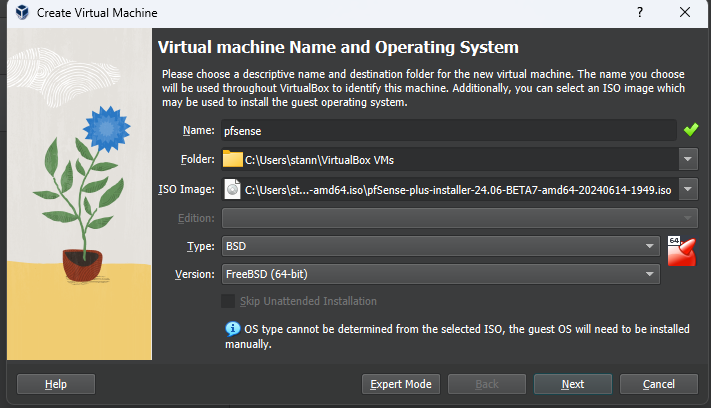 Create Virtual Machine
?
Virtual machine Name and Operating System
Please choose a descriptive name and destination folder for the new virtual machine. The name you choose
will be used throughout VirtualBox to identify this machine. Additionally, you can select an ISO image which
may be used to install the guest operating system.
Name: pfsense
Folder: C:\Users\stann\VirtualBox VMs
ISO Image: C:\Users\st...-amd64.iso\pfSense-plus-installer-24.06-BETA7-amd64-20240614-1949.iso
Edition:
Type: BSD
64
Version: FreeBSD (64-bit)
Skip Unattended Installation
OS type cannot be determined from the selected ISO, the guest OS will need to be installed
manually.
Help Expert Mode Back Next Cancel